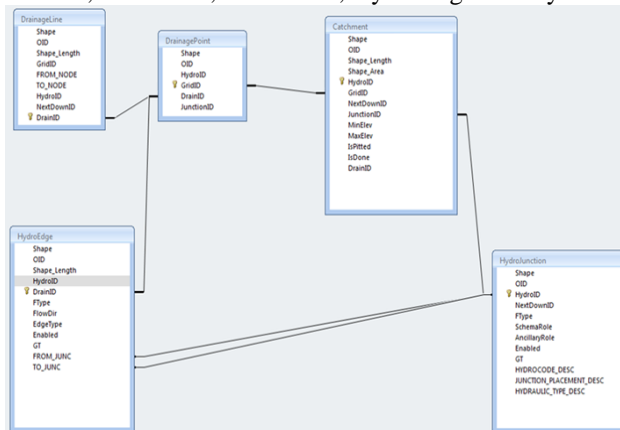 DrainageLine
Shape
OID
Shape_Length
GridID
FROM_NODE
TO_NODE
HydroID
NextDownID
DrainID
DrainagePoint
Shape
OID
HydroID
GridID
DrainID
JunctionID
Catchment
Shape
OID
Shape_Length
Shape_Area
HydroID
GridID
NextDownID
JunctionID
MinElev
MaxElev
IsPitted
IsDone
DrainID
HydroEdge
Shape
OID
Shape_Length
HydroID
DrainID
FType
FlowDir
EdgeType
Enabled
GT
FROM_JUNC
TO_JUNC
HydroJunction
Shape
OID
HydroID
NextDownID
FType
SchemaRole
AncillaryRole
Enabled
GT
HYDROCODE_DESC
JUNCTION_PLACEMENT_DESC
HYDRAULIC_TYPE_DESC